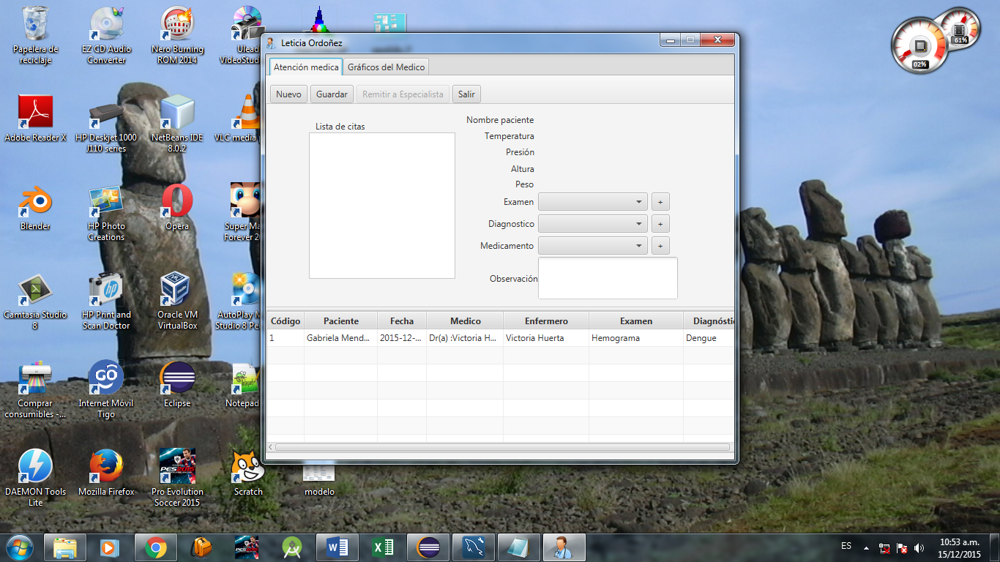 Papelera de
reciclaje
EZ CD Audio
Converter
Nero Burning
ROM 2014
Ulead
VideoStud
Adobe Reader X
HP Deskjet 1000
J110 series
NetBeans IDE
8.0.2
VLC media
Blender
HP Photo
Creations
Opera
Super Ma
Forever 20
Camtasia Studio
8
HP Print and
Scan Doctor
Oracle VM
VirtualBox
AutoPlay M
Studio 8 Pe
Comprar
consumibles -...
Internet Móvil
Tigo
Eclipse
Notepad
DAEMON Tools
Lite
Mozilla Firefox
PES2015
Pro Evolution
Soccer 2015
Scratch
modelo
Leticia Ordoñez
Atención medica
Gráficos del Medico
Nuevo
Guardar
Remitir a Especialista
Salir
Lista de citas
Nombre paciente
Temperatura
Presión
Altura
Peso
Examen
+
Diagnostico
+
Medicamento
+
Observación
Código Paciente Fecha Medico Enfermero Examen Diagnóstic
1 Gabriela Mend... 2015-12-... Dr(a) :Victoria H... Victoria Huerta Hemograma Dengue
61%
02%
ES
10:53 a.m.
15/12/2015